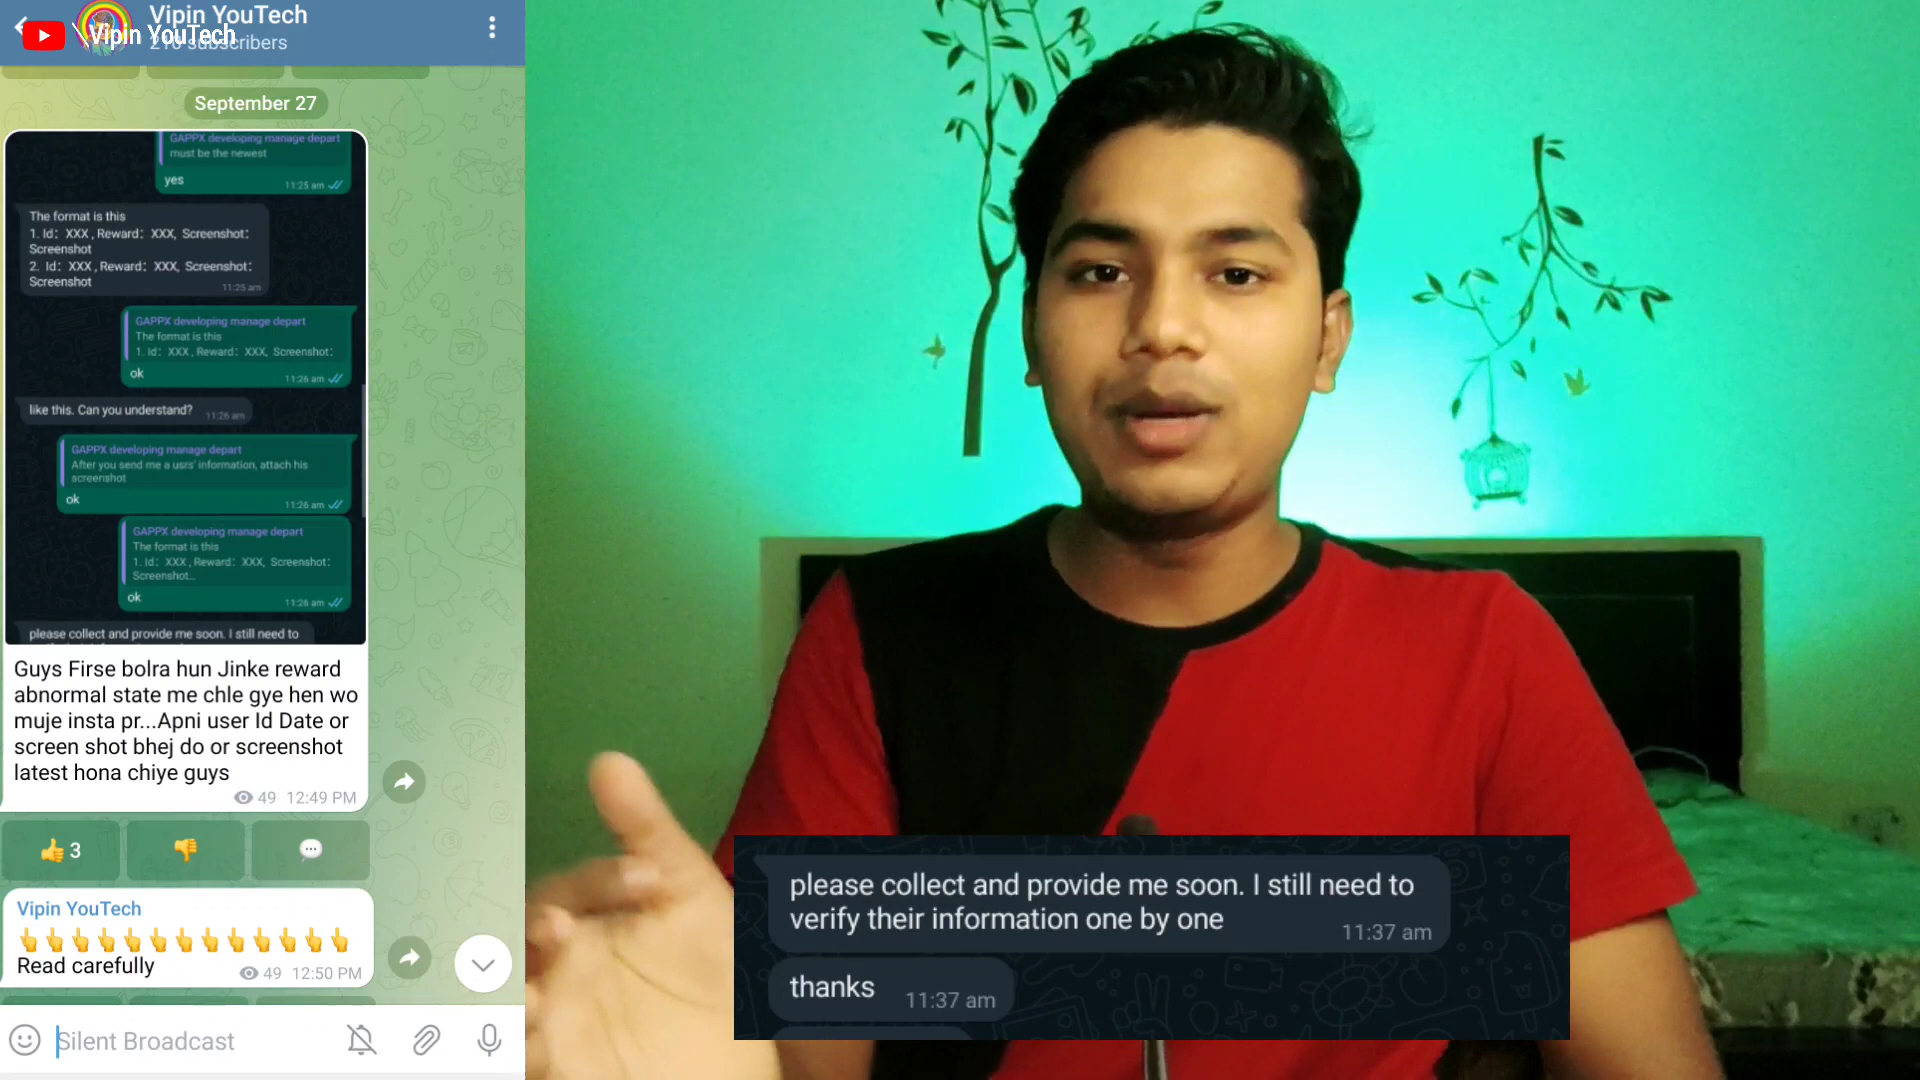 Vipin YouTech
Vipin YouTech
subscribers
September 27
GAPPX developing manage depart
must be the newest
yes
11:25 am
The format is this
1. Id: XXX , Reward: XXX, Screenshot:
Screenshot
2. Id: XXX , Reward: XXX, Screenshot:
Screenshot
11:25 am
GAPPX developing manage depart
The format is this
1. Id: XXX , Reward: XXX, Screenshot:
ok
11:26 am
like this. Can you understand?
11:26 am
GAPPX developing manage depart
After you send me a usrs' information, attach his
screenshot
ok
11:26 am
GAPPX developing manage depart
The format is this
1. Id: XXX , Reward: XXX, Screenshot:
Screenshot...
ok
11:26 am
please collect and provide me soon. I still need to
Guys Firse bolra hun Jinke reward
abnormal state me chle gye hen wo
muje insta pr...Apni user Id Date or
screen shot bhej do or screenshot
latest hona chiye guys
49 12:49 PM
👍 3 👎 💬
Vipin YouTech
👆👆👆👆👆👆👆👆👆👆👆👆👆
Read carefully
49 12:50 PM
Silent Broadcast
please collect and provide me soon. I still need to
verify their information one by one
11:37 am
thanks
11:37 am